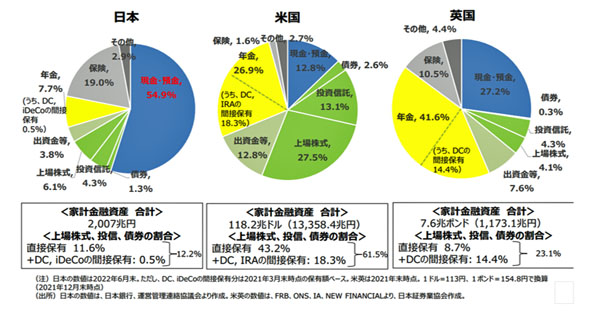 日本
その他,
2.9%
保険,
19.0%
年金,
7.7%
(うち、DC,
iDeCoの間接
保有
0.5%)
現金・預金,
54.9%
出資金等,
3.8%
上場株式,
6.1%
投資信託,
4.3%
債券,
1.3%
<家計金融資産 合計>
2,007兆円
<上場株式、投信、債券の割合>
直接保有 11.6%
+DC, iDeCoの間接保有: 0.5%
12.2%
米国
保険, 1.6%
その他, 2.7%
年金,
26.9%
(うち、DC,
IRAの
間接保有
18.3%)
現金・預金,
12.8%
債券, 2.6%
投資信託,
13.1%
上場株式,
27.5%
出資金等,
12.8%
<家計金融資産 合計>
118.2兆ドル(13,358.4兆円)
<上場株式、投信、債券の割合>
直接保有 43.2%
+DC, IRAの間接保有: 18.3%
61.5%
英国
その他, 4.4%
保険,
10.5%
現金・預金,
27.2%
年金, 41.6%
(うち、DCの
間接保有
14.4%)
債券,
0.3%
投資信託,
4.3%
上場株式,
4.1%
出資金等,
7.6%
<家計金融資産 合計>
7.6兆ポンド(1,173.1兆円)
<上場株式、投信、債券の割合>
直接保有 8.7%
+DCの間接保有: 14.4%
23.1%
(注)日本の数値は2022年6月末。ただし、DC, iDeCoの間接保有分は2021年3月末時点の保有額ベース。米英は2021年末時点。1ドル=113円、1ポンド=154.8円で換算
(2021年12月末時点)
(出所)日本の数値は、日本銀行、運営管理連絡協議会より作成。米英の数値は、FRB, ONS, IA, NEW FINANCIALより、日本証券業協会作成。